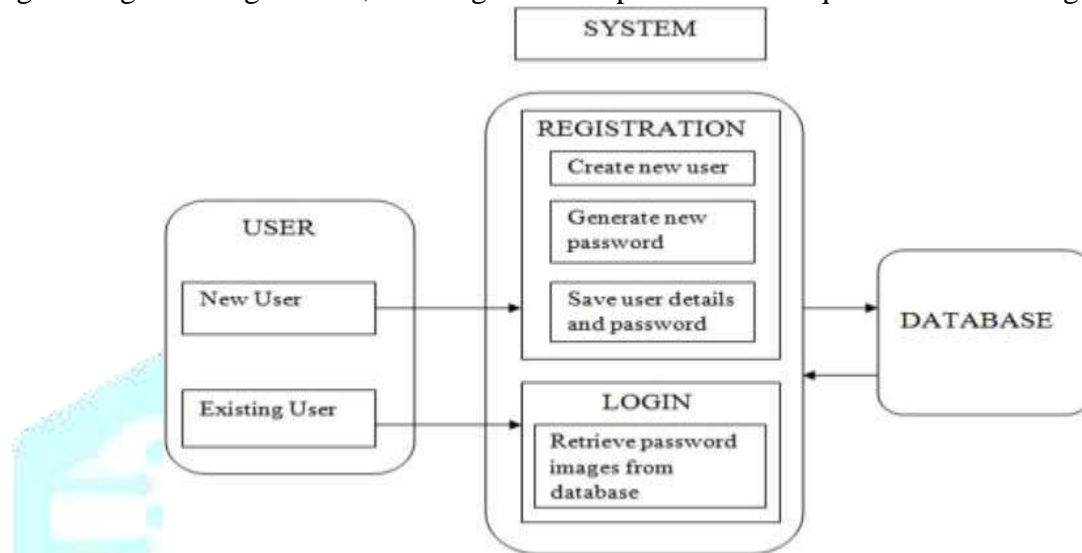 SYSTEM
REGISTRATION
Create new user
Generate new
password
Save user details
and password
USER
New User
Existing User
LOGIN
Retrieve password
images from
database
DATABASE